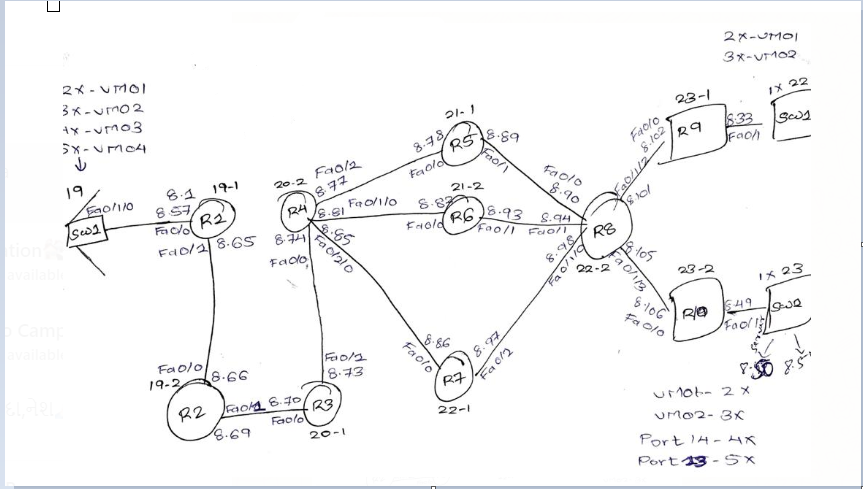 2x-VM01
3x-VM02
2x-VM01
3x-VM02
4x-VM03
5x-VM04
19
SW1
Fa0/1/0
8.1
8.57
Fa0/0
19-1
R1
Fa0/1
8.65
Fa0/0
8.66
19-2
R2
Fa0/1
8.69
8.70
Fa0/0
R3
20-1
Fa0/1
8.73
20-2
R4
Fa0/2
8.77
8.81
Fa0/1/0
8.74
Fa0/0
8.85
Fa0/2/0
21-1
8.78
R5
8.89
Fa0/0
Fa0/1
21-2
R6
Fa0/0
8.93
Fa0/1
8.86
Fa0/0
R7
22-1
8.97
Fa0/2
Fa0/0
8.90
8.94
Fa0/1
8.98
Fa0/1/0
R8
22-2
Fa0/1/2
8.101
8.105
Fa0/1/3
Fa0/0
8.102
23-1
R9
8.33
Fa0/1
1x 22
SW1
8.106
Fa0/0
23-2
R10
8.49
Fa0/1
1x 23
SW2
8.50
8.5
VM01- 2x
VM02- 3x
Port 14-4x
Port 13-5x